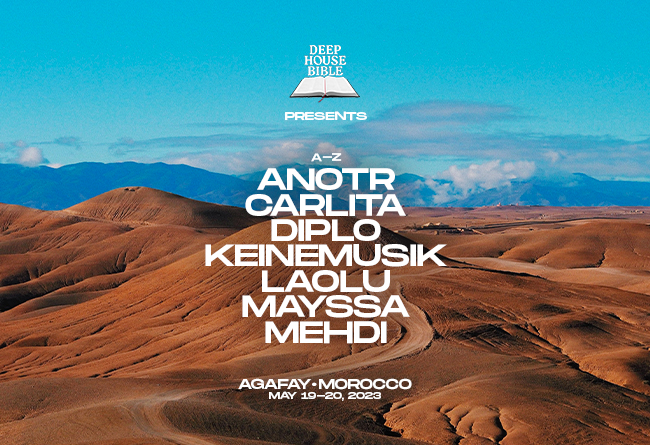 DEEP
HOUSE
BIBLE
PRESENTS
A–Z
ANOTR
CARLITA
DIPLO
KEINEMUSIK
LAOLU
MAYSSA
MEHDI
AGAFAY • MOROCCO
MAY 19–20, 2023